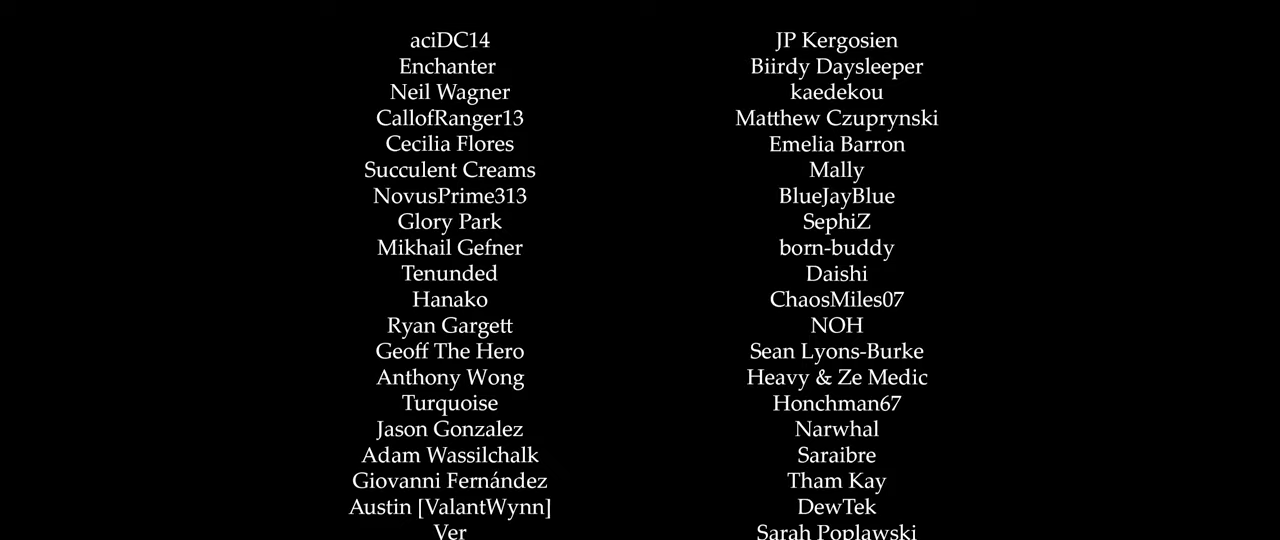 aciDC14
Enchanter
Neil Wagner
CallofRanger13
Cecilia Flores
Succulent Creams
NovusPrime313
Glory Park
Mikhail Gefner
Tenunded
Hanako
Ryan Gargett
Geoff The Hero
Anthony Wong
Turquoise
Jason Gonzalez
Adam Wassilchalk
Giovanni Fernández
Austin [ValantWynn]
Ver
JP Kergosien
Biirdy Daysleeper
kaedekou
Matthew Czuprynski
Emelia Barron
Mally
BlueJayBlue
SephiZ
born-buddy
Daishi
ChaosMiles07
NOH
Sean Lyons-Burke
Heavy & Ze Medic
Honchman67
Narwhal
Saraibre
Tham Kay
DewTek
Sarah Poplawski